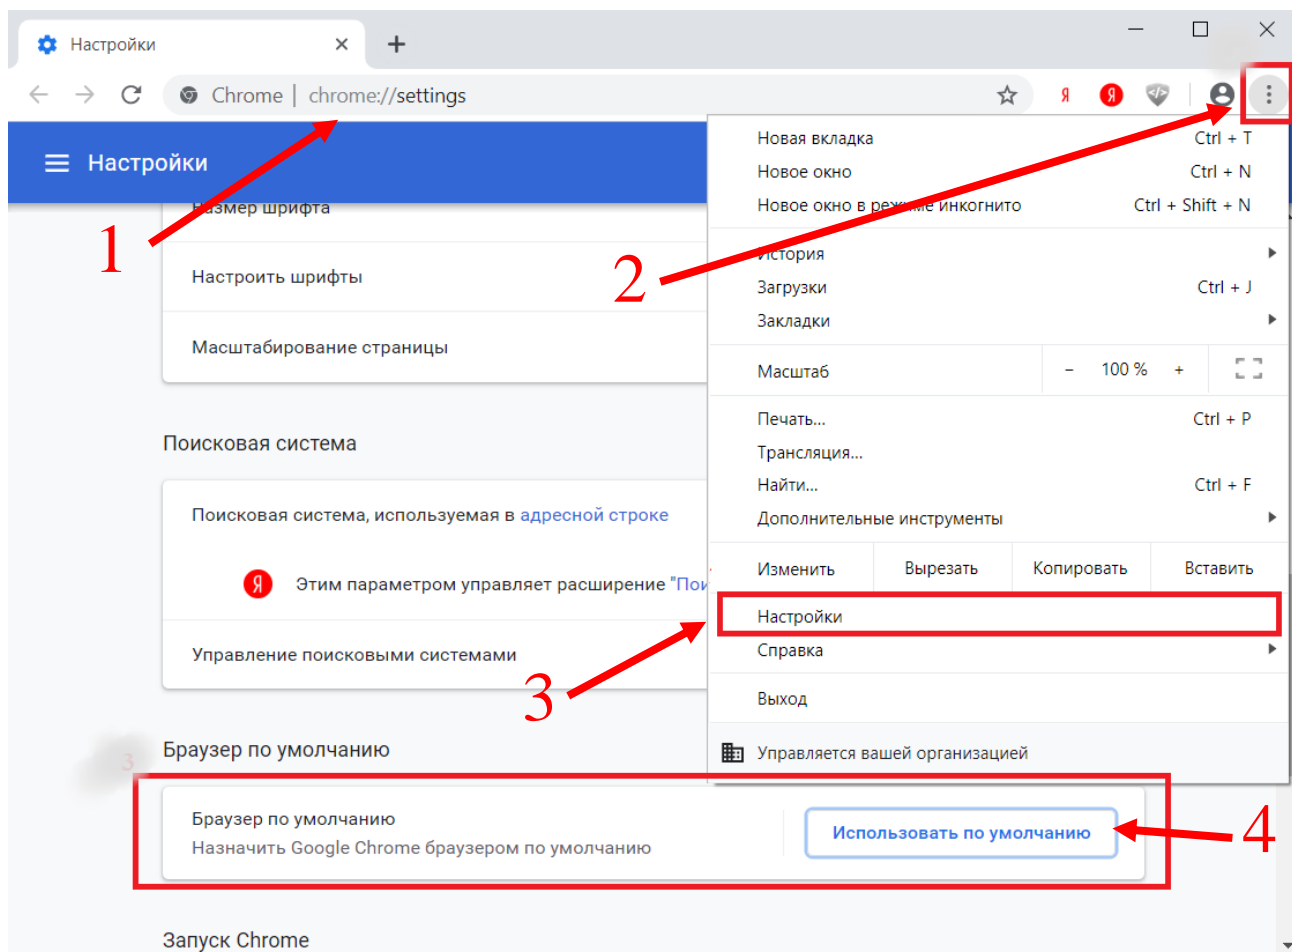 Настройки
Chrome | chrome://settings
Я
Я
Настройки
Размер шрифта
Настроить шрифты
Масштабирование страницы
Поисковая система
Поисковая система, используемая в адресной строке
Я
Этим параметром управляет расширение "Пои
Управление поисковыми системами
Браузер по умолчанию
3
Браузер по умолчанию
Назначить Google Chrome браузером по умолчанию
Использовать по умолчанию
Запуск Chrome
Новая вкладка Ctrl + T
Новое окно Ctrl + N
Новое окно в режиме инкогнито Ctrl + Shift + N
История
Загрузки Ctrl + J
Закладки
Масштаб - 100 % +
Печать... Ctrl + P
Трансляция...
Найти... Ctrl + F
Дополнительные инструменты
Изменить Вырезать Копировать Вставить
Настройки
Справка
Выход
Управляется вашей организацией
1
2
3
4